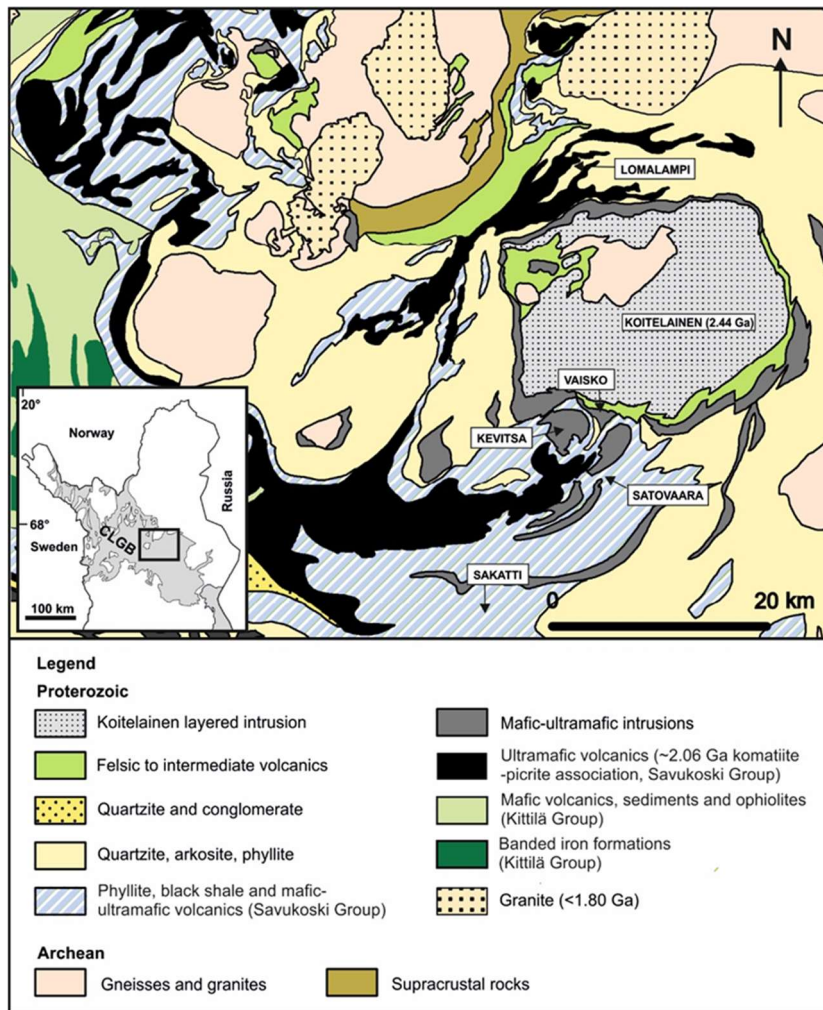 N
LOMALAMPI
KOITELAINEN (2.44 Ga)
VAISKO
KEVITSA
SATOVAARA
SAKATTI
0 20 km
20°
Norway
Russia
68°
Sweden
CLGB
100 km
Legend
Proterozoic
Koitelainen layered intrusion
Felsic to intermediate volcanics
Quartzite and conglomerate
Quartzite, arkosite, phyllite
Phyllite, black shale and mafic-
ultramafic volcanics (Savukoski Group)
Mafic-ultramafic intrusions
Ultramafic volcanics (~2.06 Ga komatiite
-picrite association, Savukoski Group)
Mafic volcanics, sediments and ophiolites
(Kittilä Group)
Banded iron formations
(Kittilä Group)
Granite (<1.80 Ga)
Archean
Gneisses and granites
Supracrustal rocks